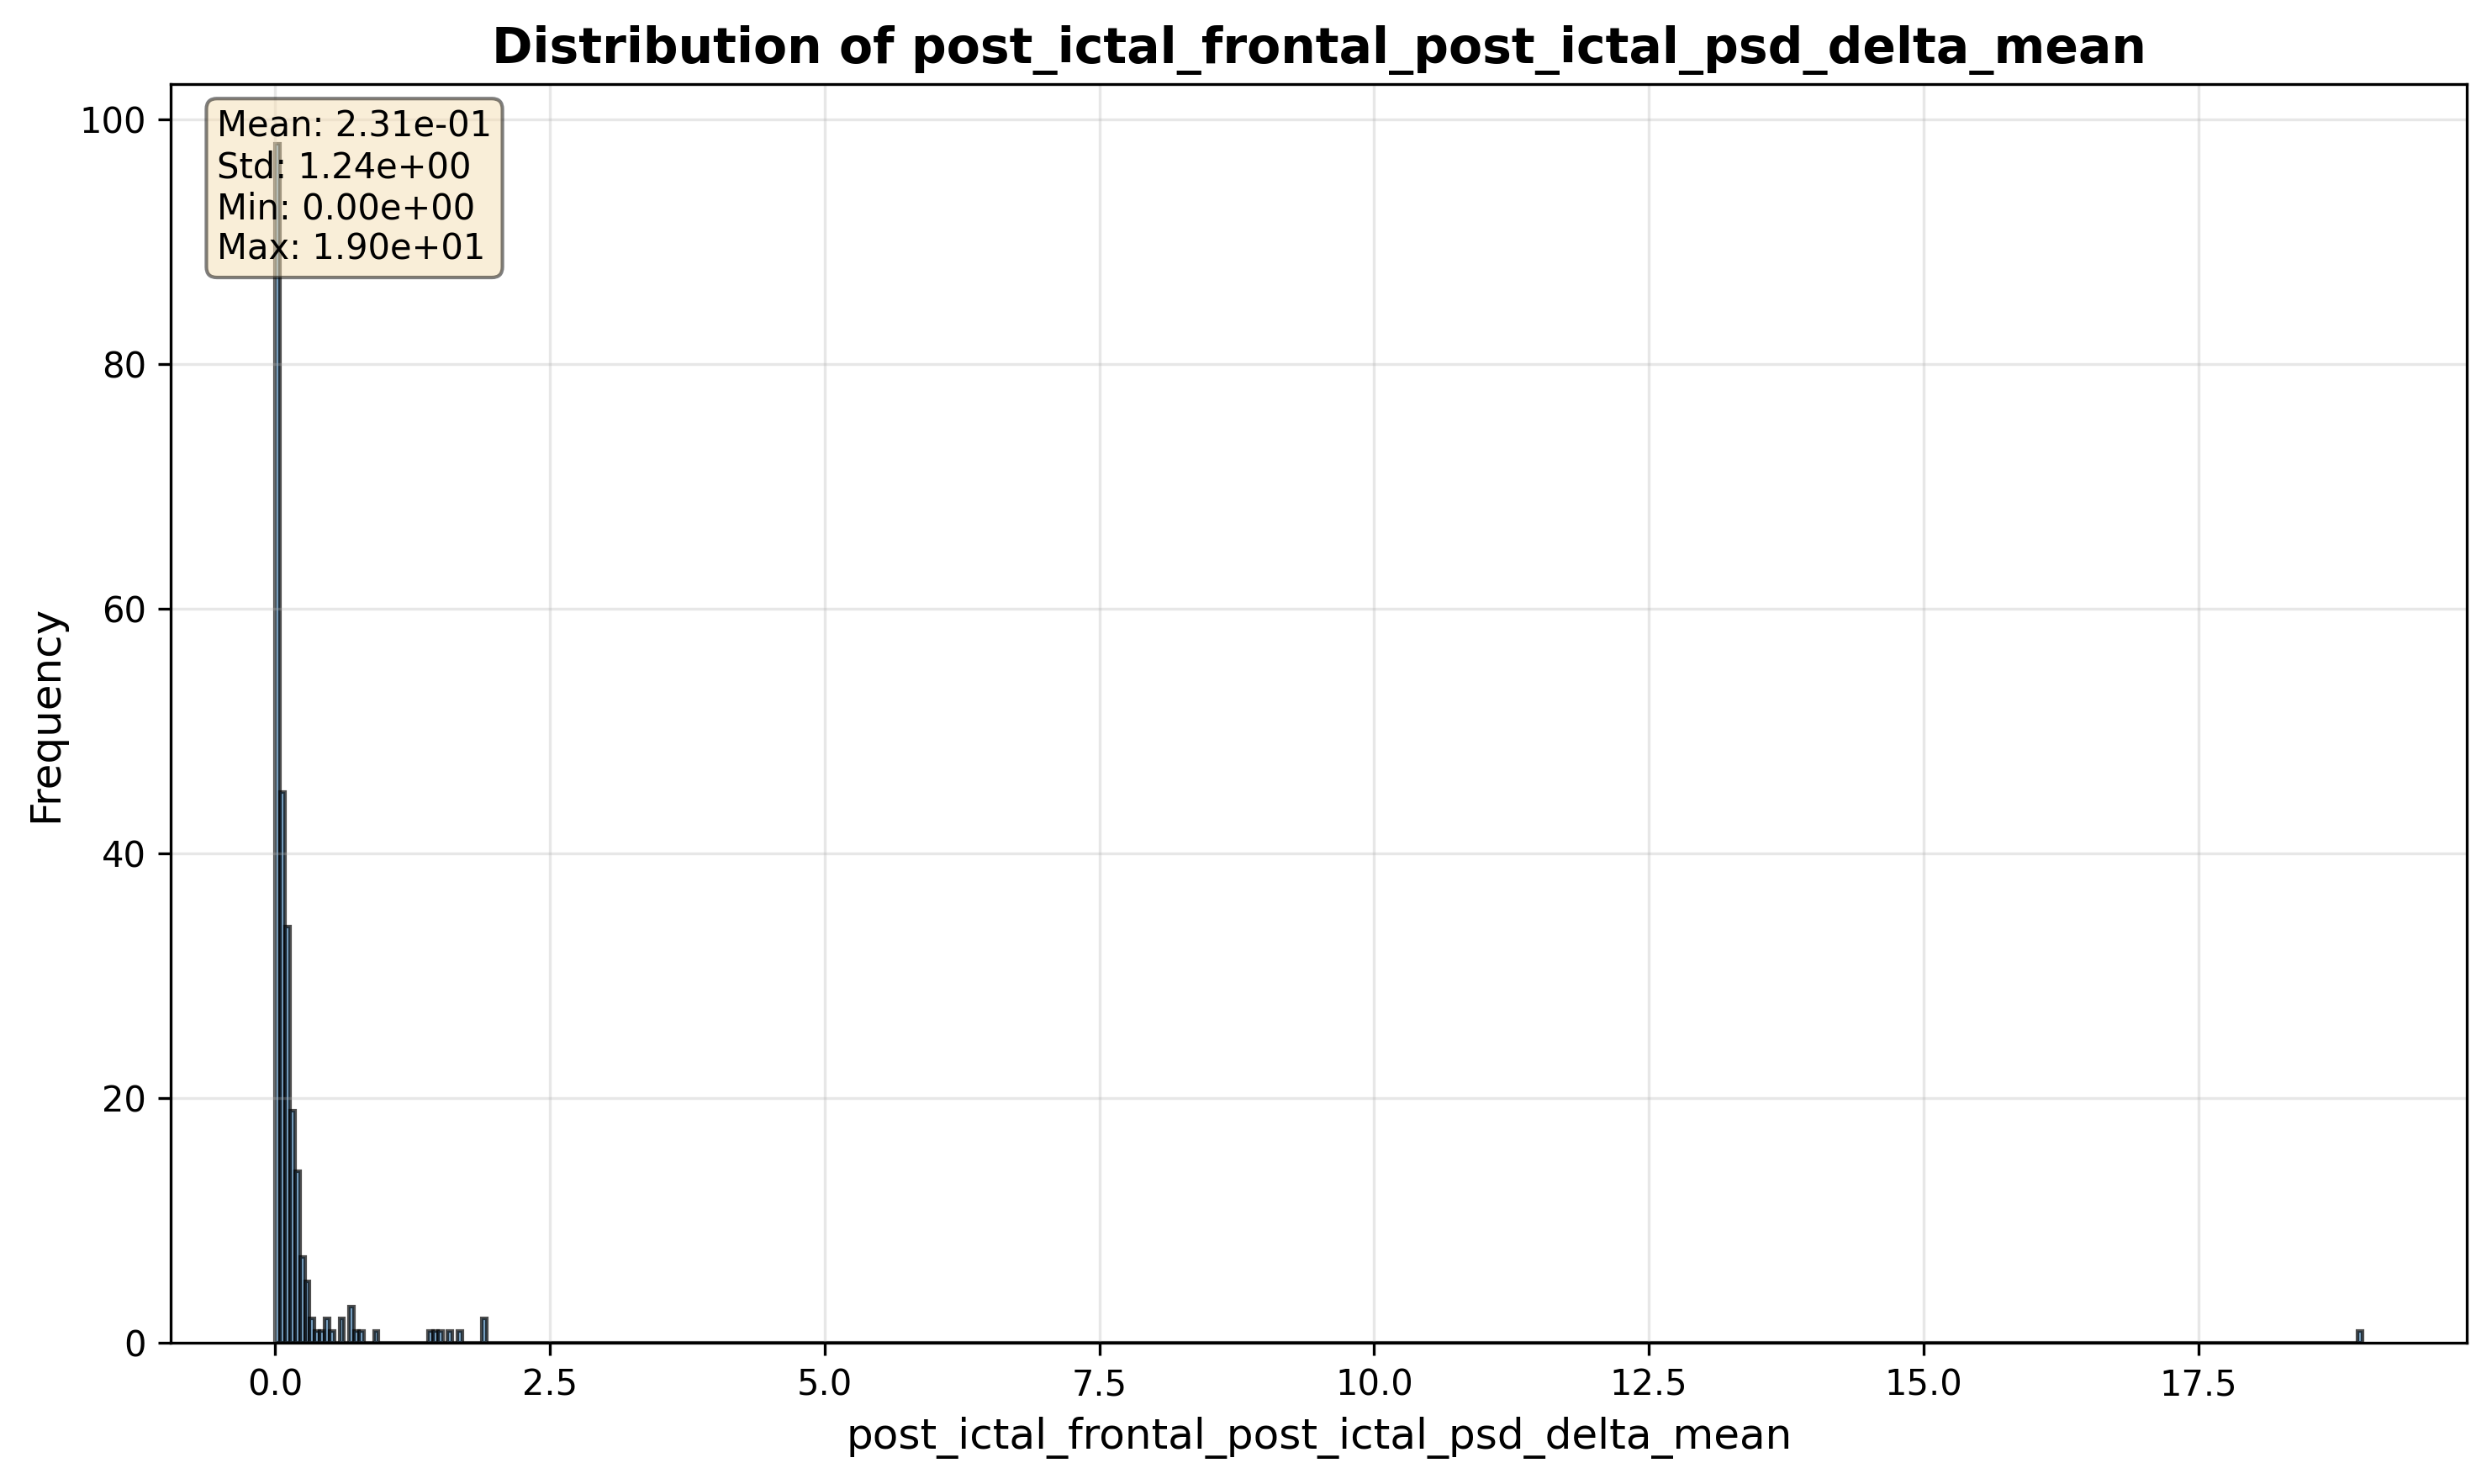 Distribution of post_ictal_frontal_post_ictal_psd_delta_mean
Mean: 2.31e-01
Std: 1.24e+00
Min: 0.00e+00
Max: 1.90e+01
Frequency
100
80
60
40
20
0
0.0 2.5 5.0 7.5 10.0 12.5 15.0 17.5
post_ictal_frontal_post_ictal_psd_delta_mean